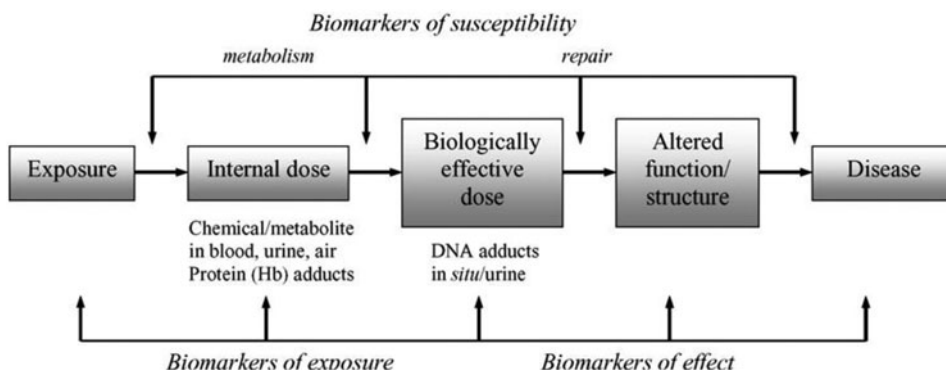 Biomarkers of susceptibility
metabolism
repair
Exposure
Internal dose
Biologically
effective
dose
Altered
function/
structure
Disease
Chemical/metabolite
in blood, urine, air
Protein (Hb) adducts
DNA adducts
in situ/urine
Biomarkers of exposure
Biomarkers of effect